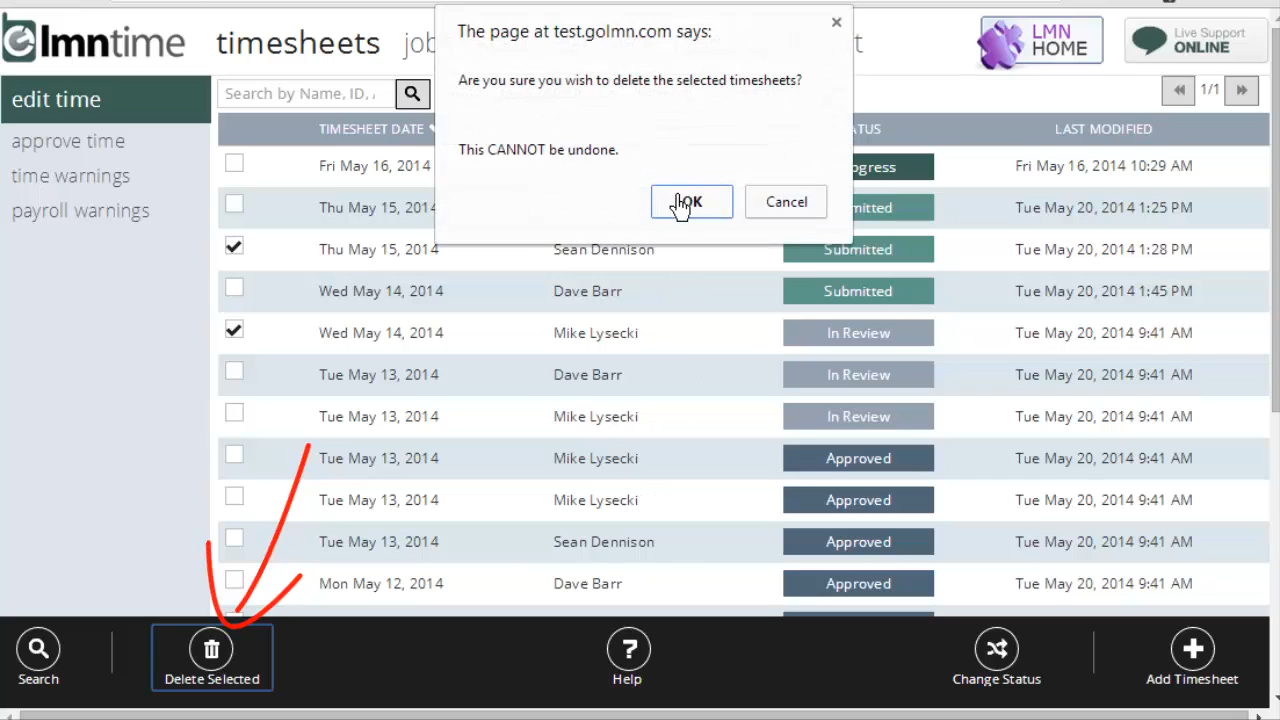 lmntime
timesheets job t
LMN HOME
Live Support ONLINE
The page at test.golmn.com says:
Are you sure you wish to delete the selected timesheets?
This CANNOT be undone.
OK Cancel
edit time
approve time
time warnings
payroll warnings
Search by Name, ID, 
1/1
TIMESHEET DATE ATUS LAST MODIFIED
Fri May 16, 2014 ogress Fri May 16, 2014 10:29 AM
Thu May 15, 2014 mitted Tue May 20, 2014 1:25 PM
Thu May 15, 2014 Sean Dennison Submitted Tue May 20, 2014 1:28 PM
Wed May 14, 2014 Dave Barr Submitted Tue May 20, 2014 1:45 PM
Wed May 14, 2014 Mike Lysecki In Review Tue May 20, 2014 9:41 AM
Tue May 13, 2014 Dave Barr In Review Tue May 20, 2014 9:41 AM
Tue May 13, 2014 Mike Lysecki In Review Tue May 20, 2014 9:41 AM
Tue May 13, 2014 Mike Lysecki Approved Tue May 20, 2014 9:41 AM
Tue May 13, 2014 Mike Lysecki Approved Tue May 20, 2014 9:41 AM
Tue May 13, 2014 Sean Dennison Approved Tue May 20, 2014 9:41 AM
Mon May 12, 2014 Dave Barr Approved Tue May 20, 2014 9:41 AM
Search Delete Selected Help Change Status Add Timesheet